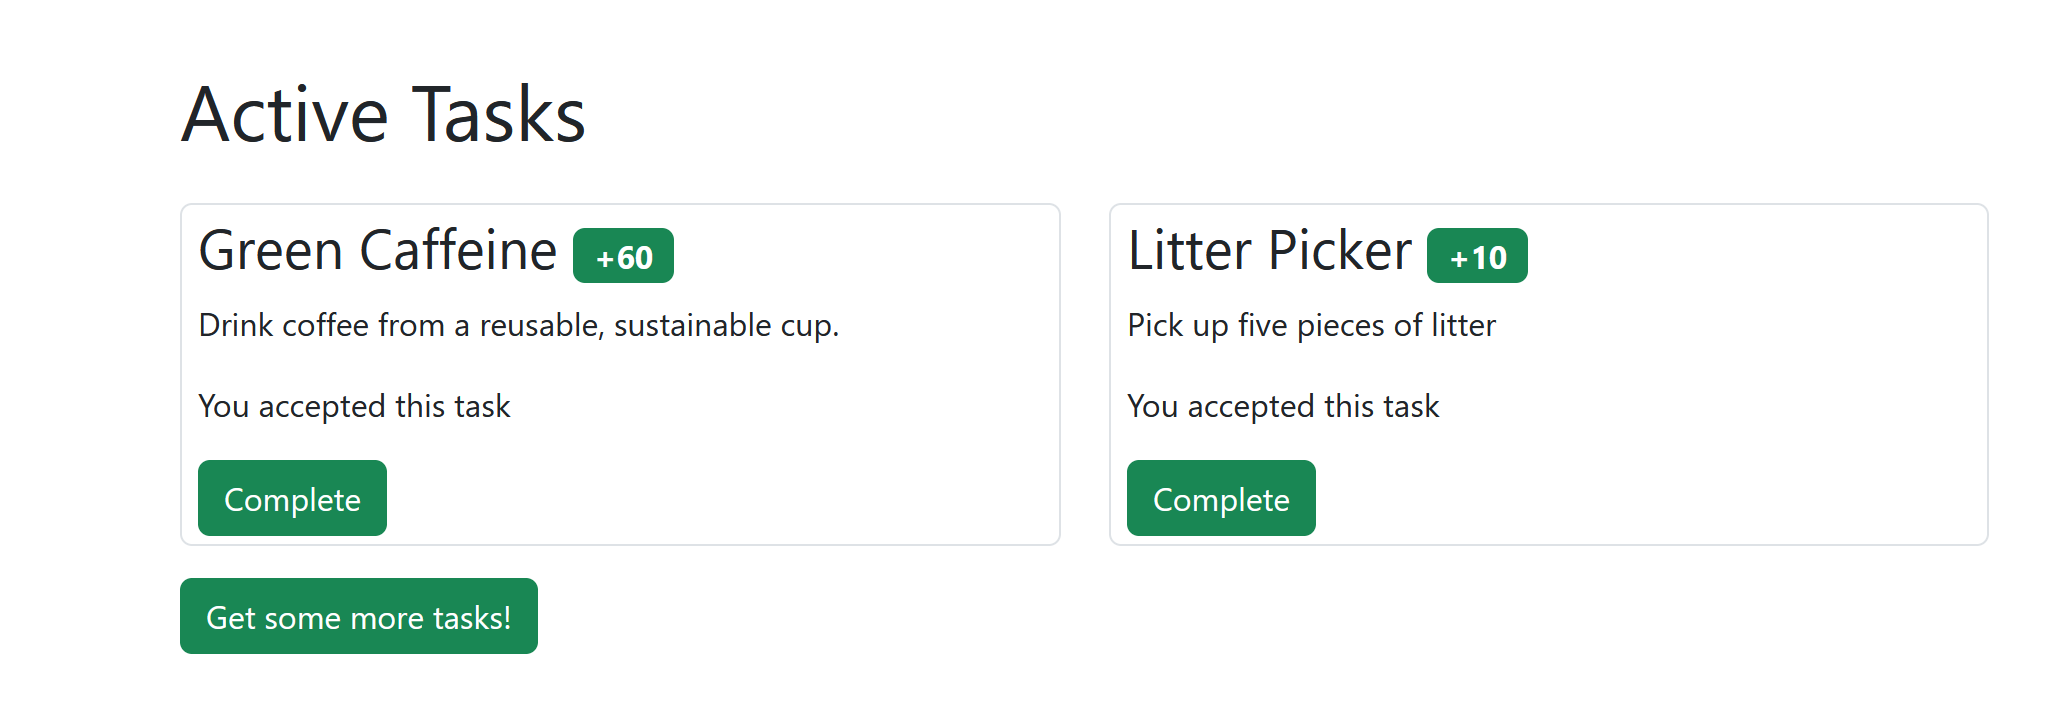 Active Tasks
Green Caffeine +60
Drink coffee from a reusable, sustainable cup.
You accepted this task
Complete
Litter Picker +10
Pick up five pieces of litter
You accepted this task
Complete
Get some more tasks!